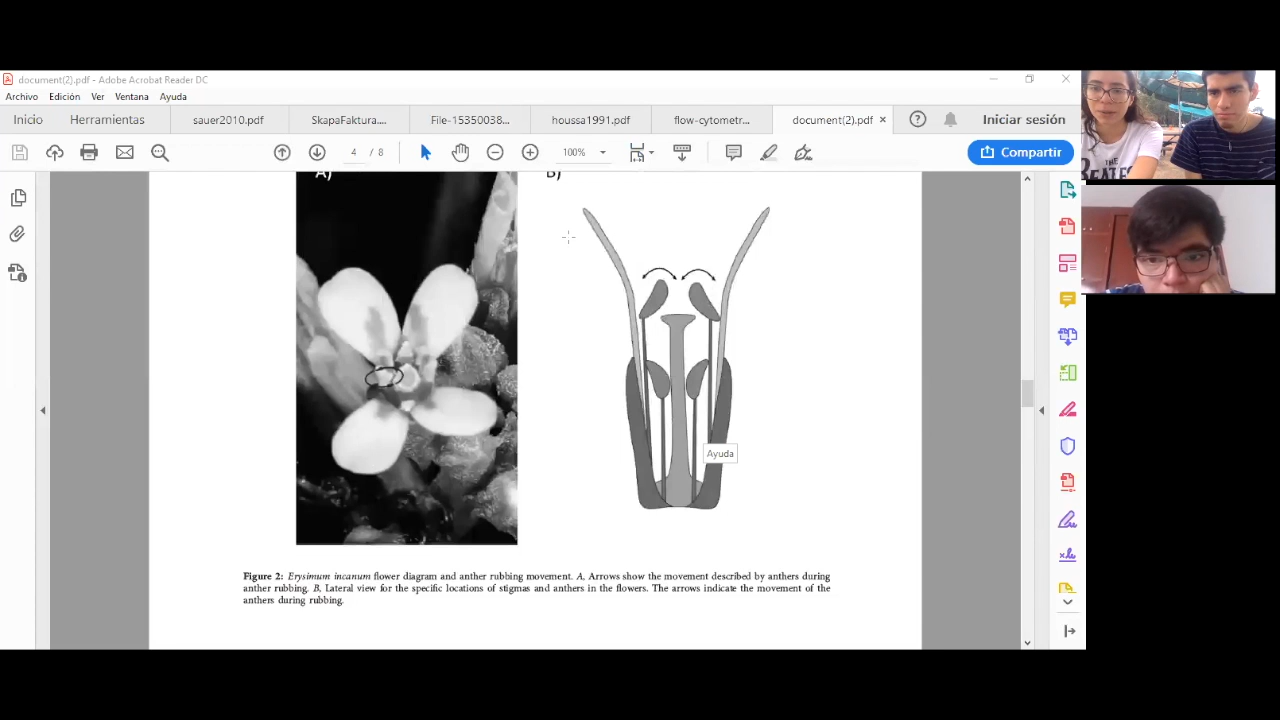 document(2).pdf - Adobe Acrobat Reader DC
Archivo Edición Ver Ventana Ayuda
Inicio Herramientas sauer2010.pdf SkapaFaktura.... File-15350038... houssa1991.pdf flow-cytometr... document(2).pdf × Iniciar sesión
4 / 8 100% Compartir
A) B)
Ayuda
Figure 2: Erysimum incanum flower diagram and anther rubbing movement. A, Arrows show the movement described by anthers during
anther rubbing. B, Lateral view for the specific locations of stigmas and anthers in the flowers. The arrows indicate the movement of the
anthers during rubbing.
THE
BEATLES